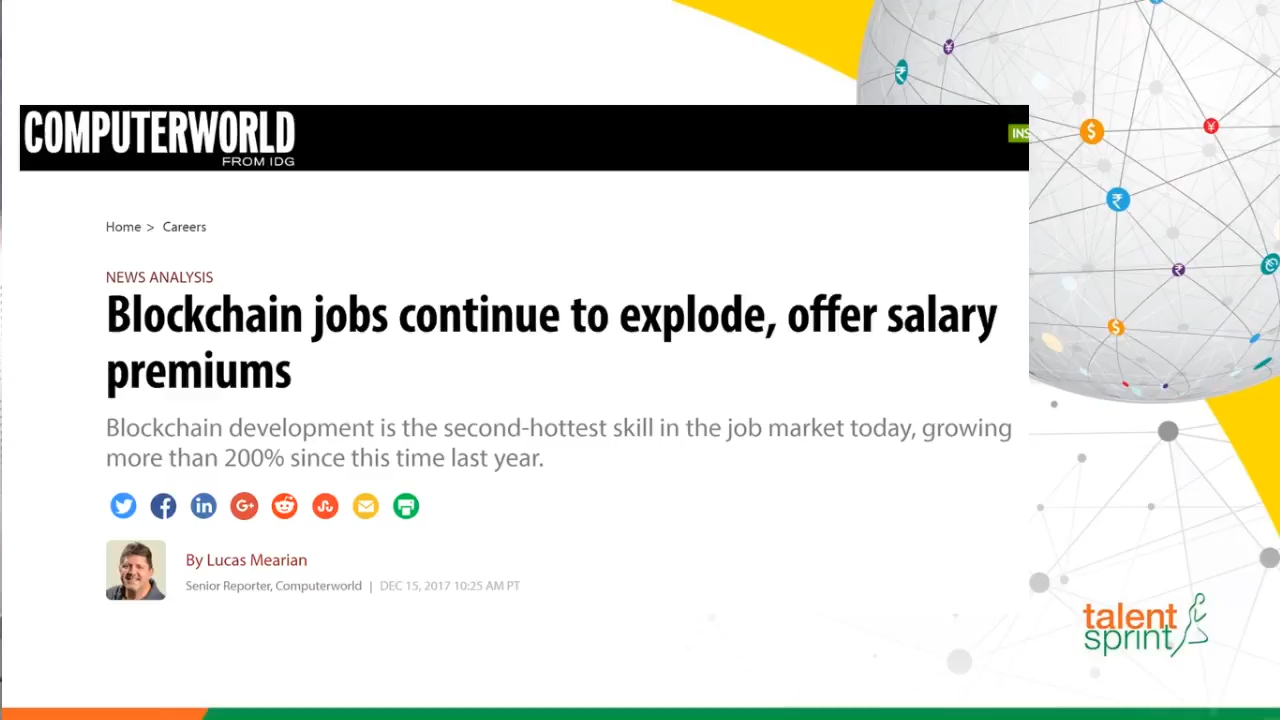 COMPUTERWORLD
FROM IDG
INS
Home > Careers
NEWS ANALYSIS
Blockchain jobs continue to explode, offer salary
premiums
Blockchain development is the second-hottest skill in the job market today, growing
more than 200% since this time last year.
By Lucas Mearian
Senior Reporter, Computerworld | DEC 15, 2017 10:25 AM PT
talent
sprint